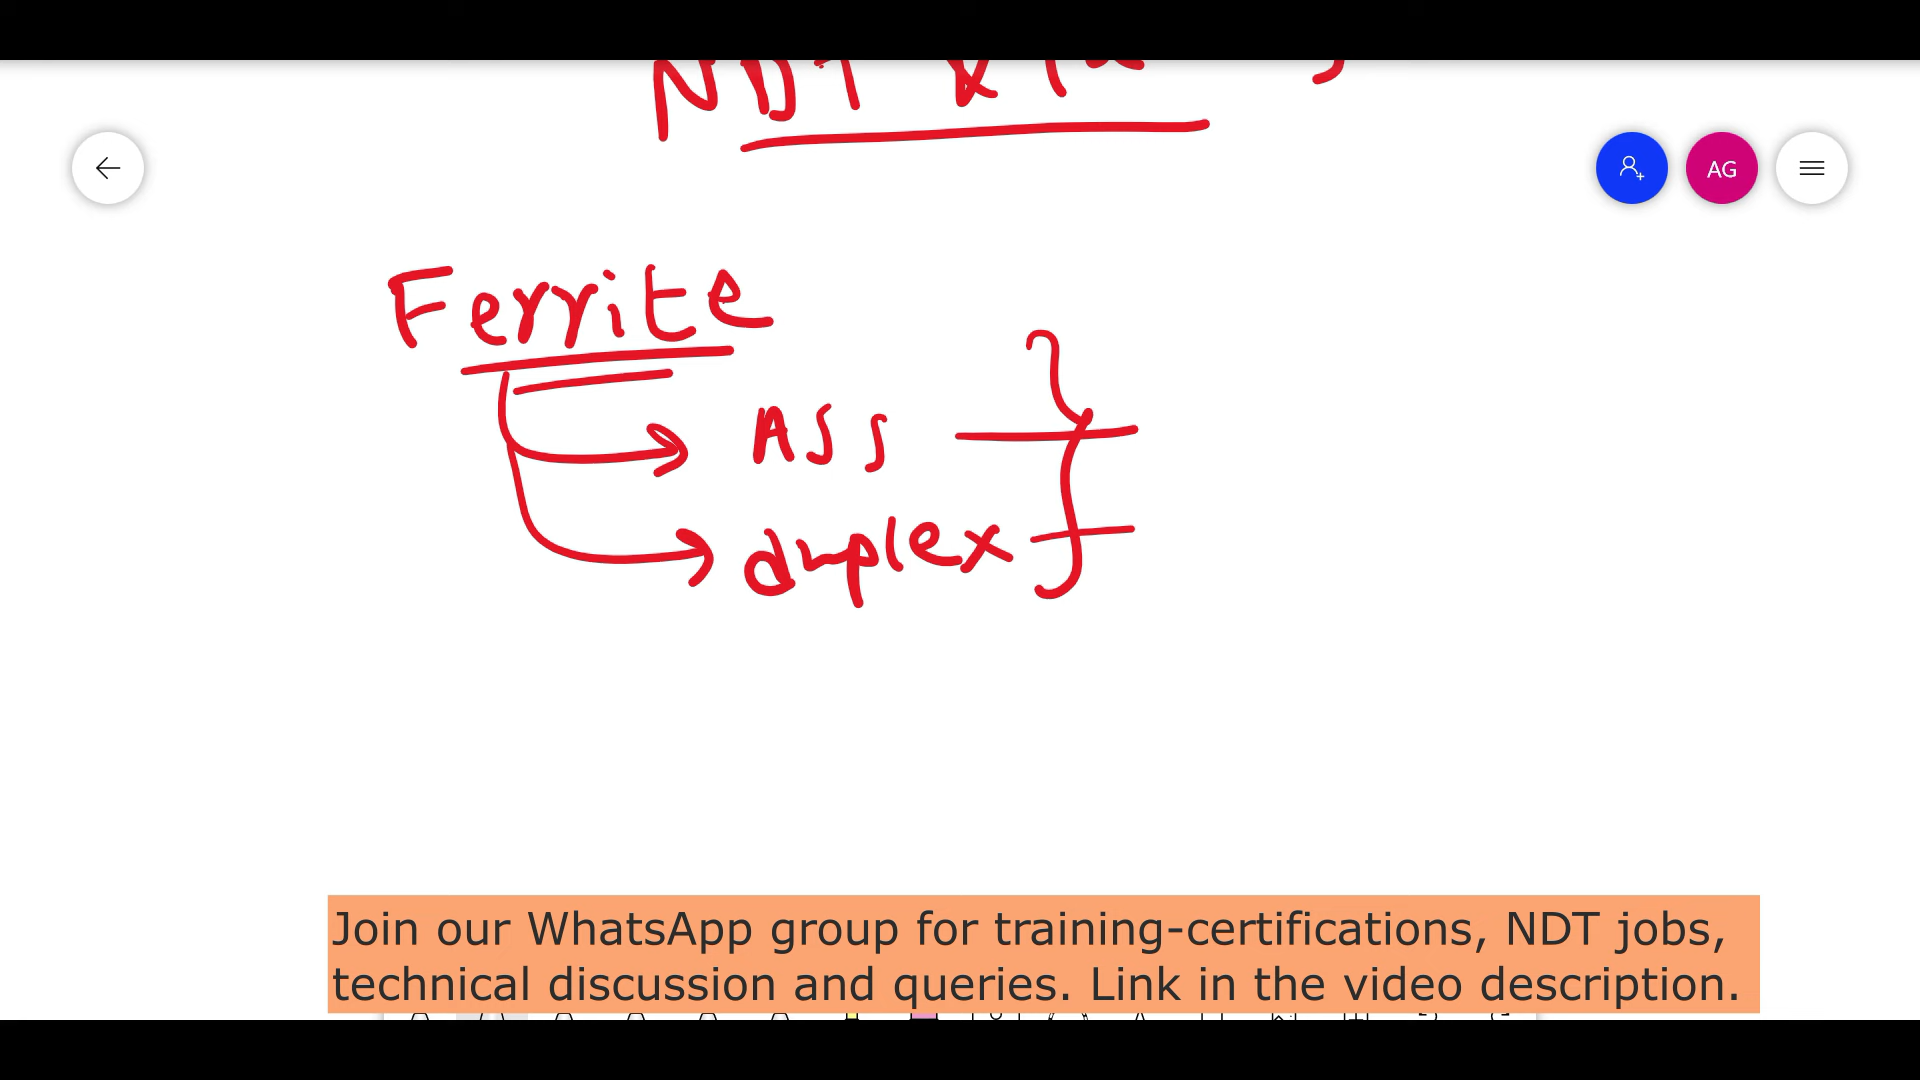 NDT &
AG
Ferrite
ASS
duplex
Join our WhatsApp group for training-certifications, NDT jobs,
technical discussion and queries. Link in the video description.